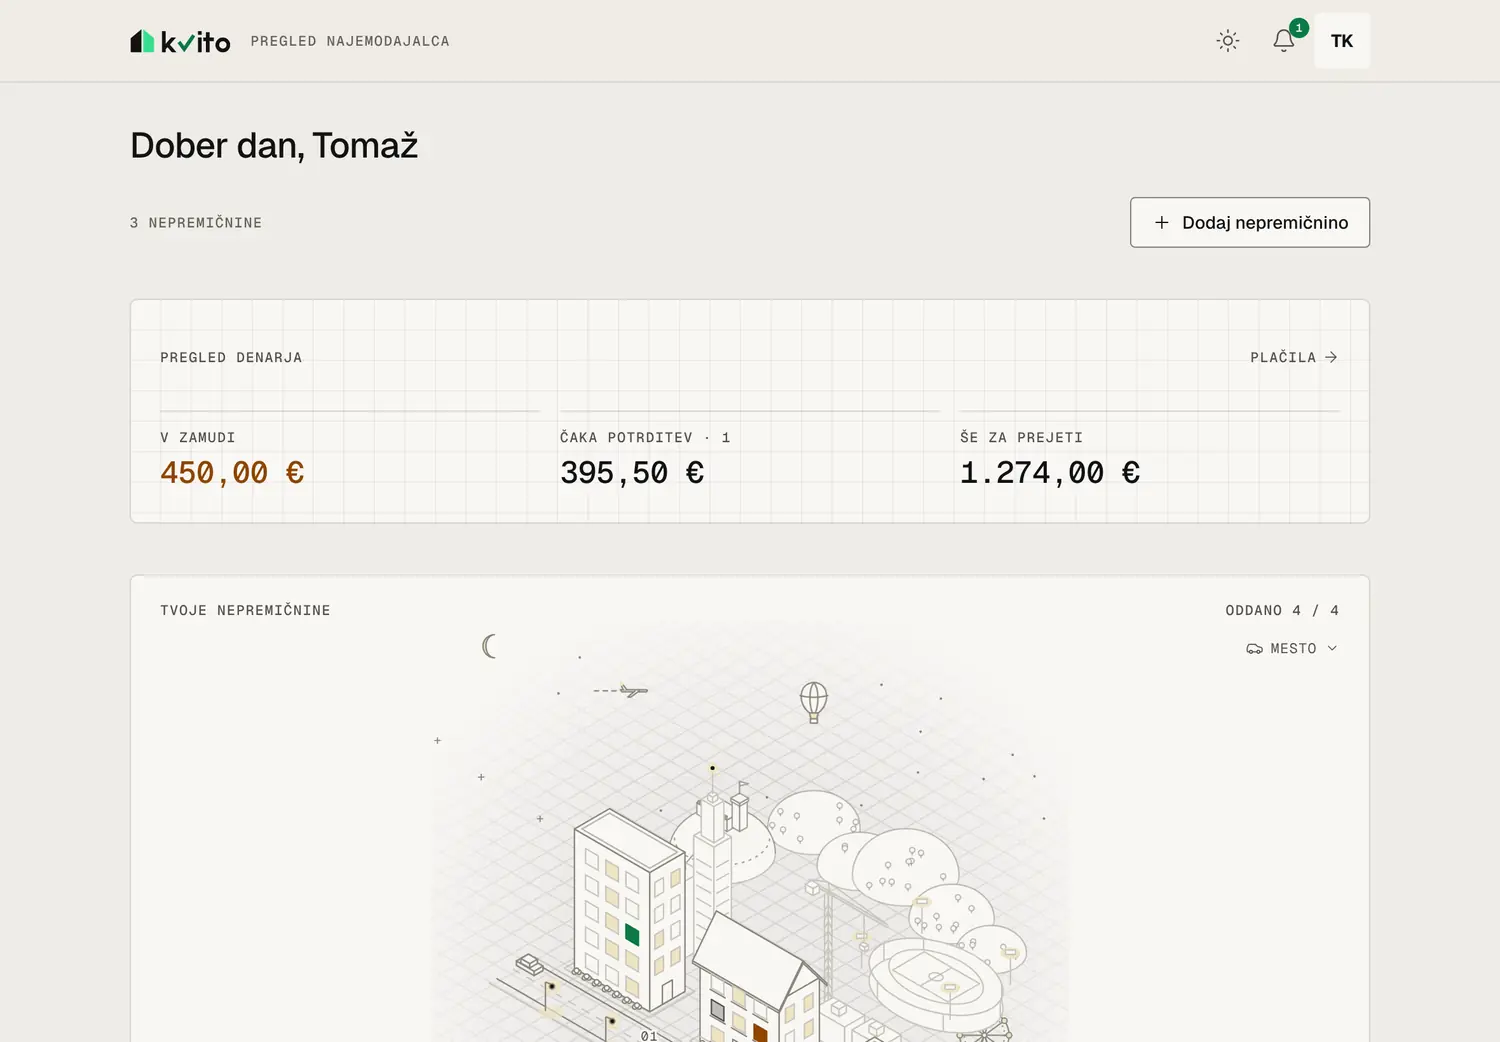 kvito PREGLED NAJEMODAJALCA
1
TK
Dober dan, Tomaž
3 NEPREMIČNINE
+ Dodaj nepremičnino
PREGLED DENARJA
PLAČILA →
V ZAMUDI
450,00 €
ČAKA POTRDITEV · 1
395,50 €
ŠE ZA PREJETI
1.274,00 €
TVOJE NEPREMIČNINE
ODDANO 4 / 4
MESTO
01